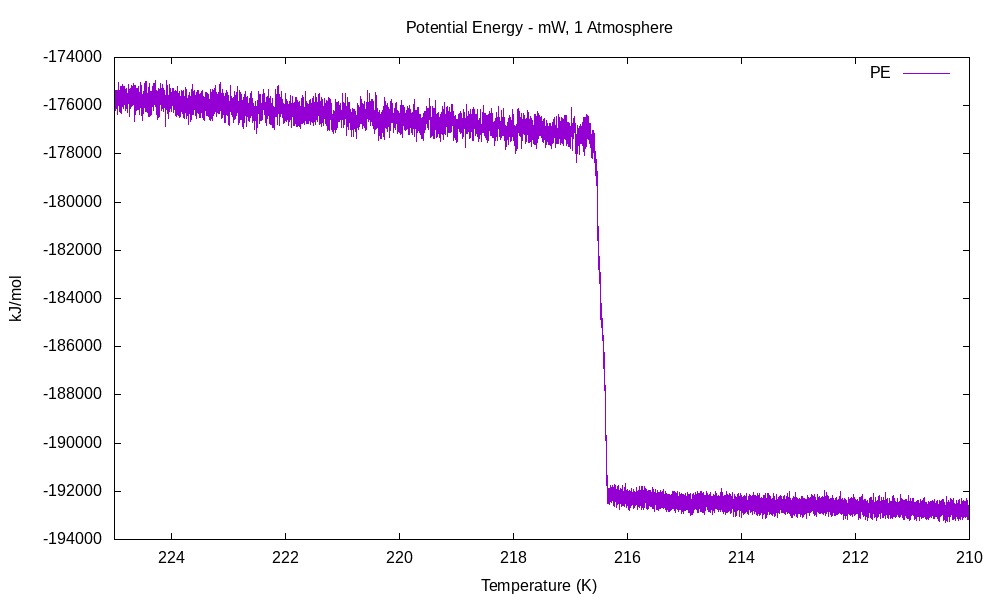 Potential Energy - mW, 1 Atmosphere
PE
-174000
-176000
-178000
-180000
-182000
-184000
-186000
-188000
-190000
-192000
-194000
kJ/mol
224 222 220 218 216 214 212 210
Temperature (K)